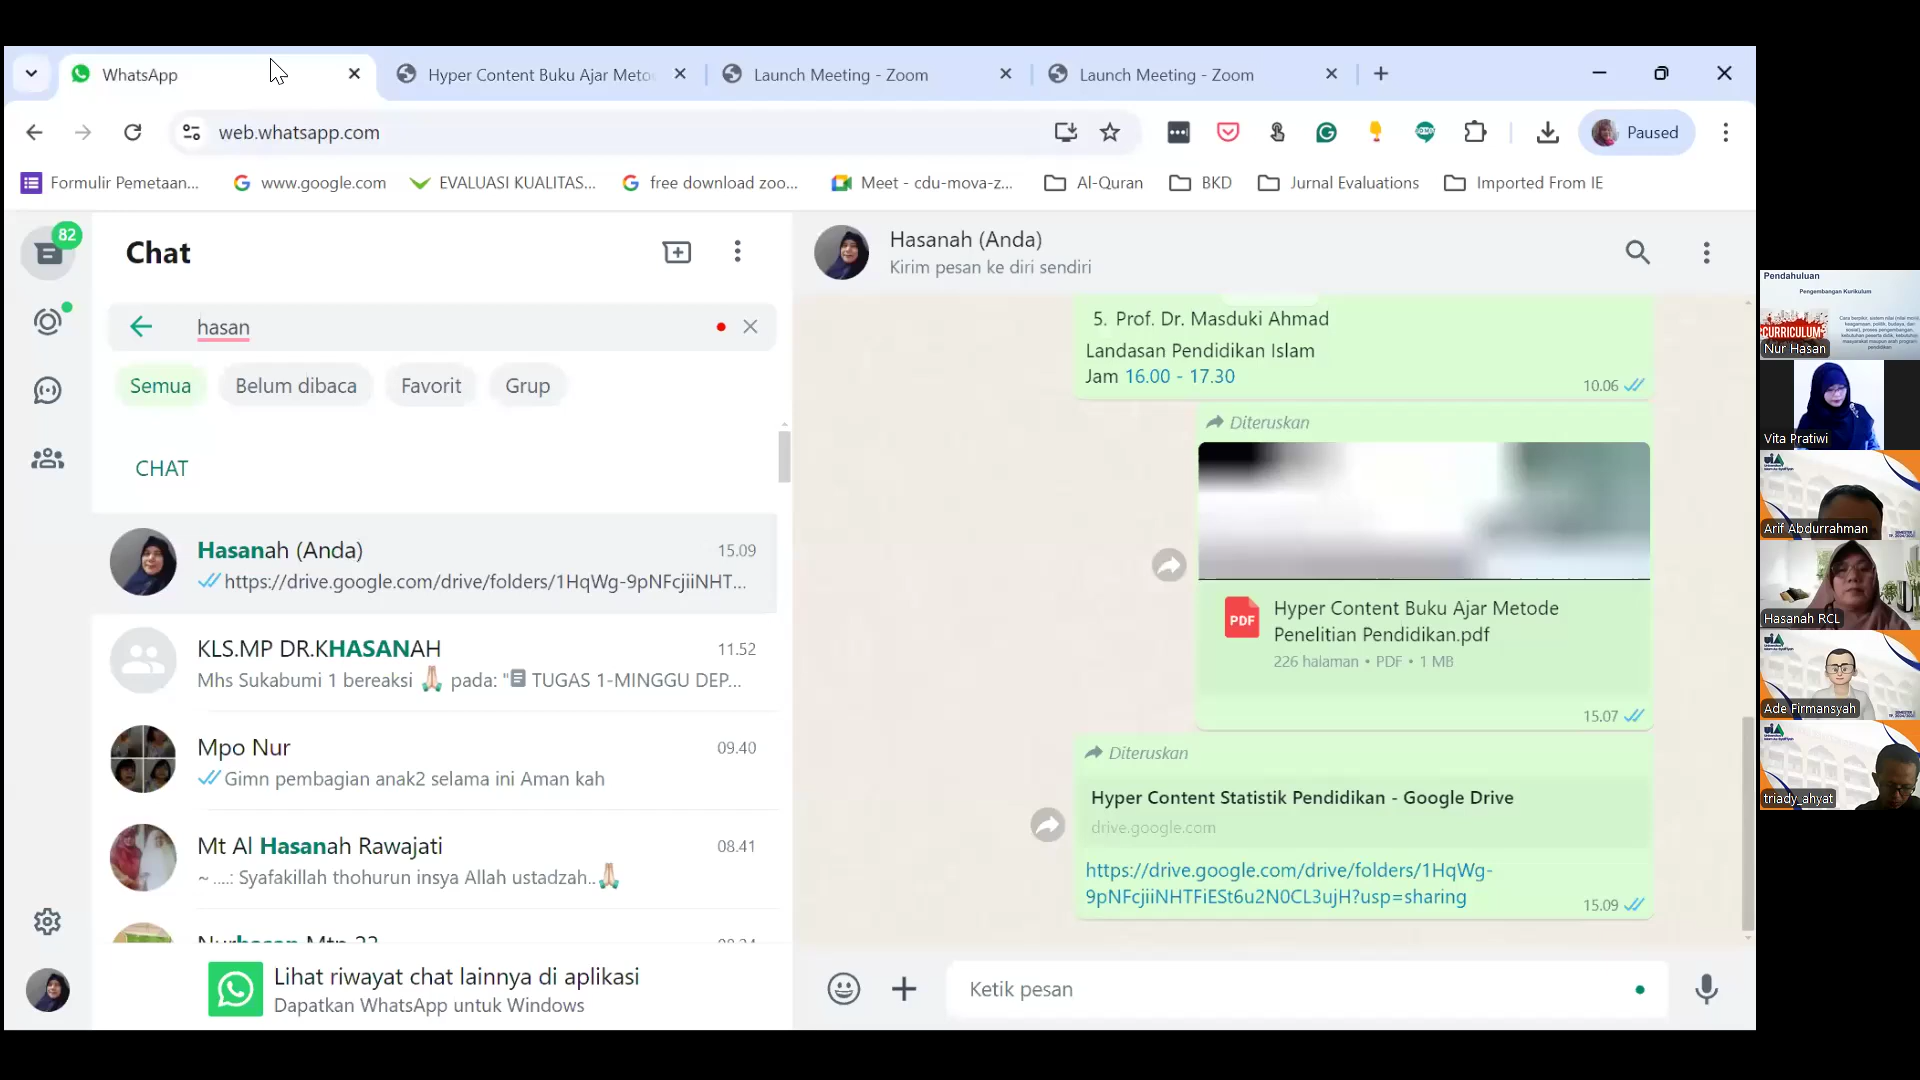 WhatsApp
Hyper Content Buku Ajar Meto
Launch Meeting - Zoom
Launch Meeting - Zoom
web.whatsapp.com
Paused
Formulir Pemetaan...
www.google.com
EVALUASI KUALITAS...
free download zoo...
Meet - cdu-mova-z...
Al-Quran
BKD
Jurnal Evaluations
Imported From IE
82
Chat
hasan
Semua
Belum dibaca
Favorit
Grup
CHAT
Hasanah (Anda)
15.09
https://drive.google.com/drive/folders/1HqWg-9pNFcjiiNHT...
KLS.MP DR.KHASANAH
11.52
Mhs Sukabumi 1 bereaksi 🙏🏻 pada: "TUGAS 1-MINGGU DEP...
Mpo Nur
09.40
Gimn pembagian anak2 selama ini Aman kah
Mt Al Hasanah Rawajati
08.41
~ ....: Syafakillah thohurun insya Allah ustadzah..🙏🏻
Nurhasan Mtp 22
Lihat riwayat chat lainnya di aplikasi
Dapatkan WhatsApp untuk Windows
Hasanah (Anda)
Kirim pesan ke diri sendiri
5. Prof. Dr. Masduki Ahmad
Landasan Pendidikan Islam
Jam 16.00 - 17.30
10.06
Diteruskan
PDF
Hyper Content Buku Ajar Metode
Penelitian Pendidikan.pdf
226 halaman • PDF • 1 MB
15.07
Diteruskan
Hyper Content Statistik Pendidikan - Google Drive
drive.google.com
https://drive.google.com/drive/folders/1HqWg-
9pNFcjiiNHTFiESt6u2N0CL3ujH?usp=sharing
15.09
Ketik pesan
Pendahuluan
Pengembangan Kurikulum
CURRICULUM
Nur Hasan
Vita Pratiwi
Arif Abdurrahman
Hasanah RCL
Ade Firmansyah
triady_ahyat